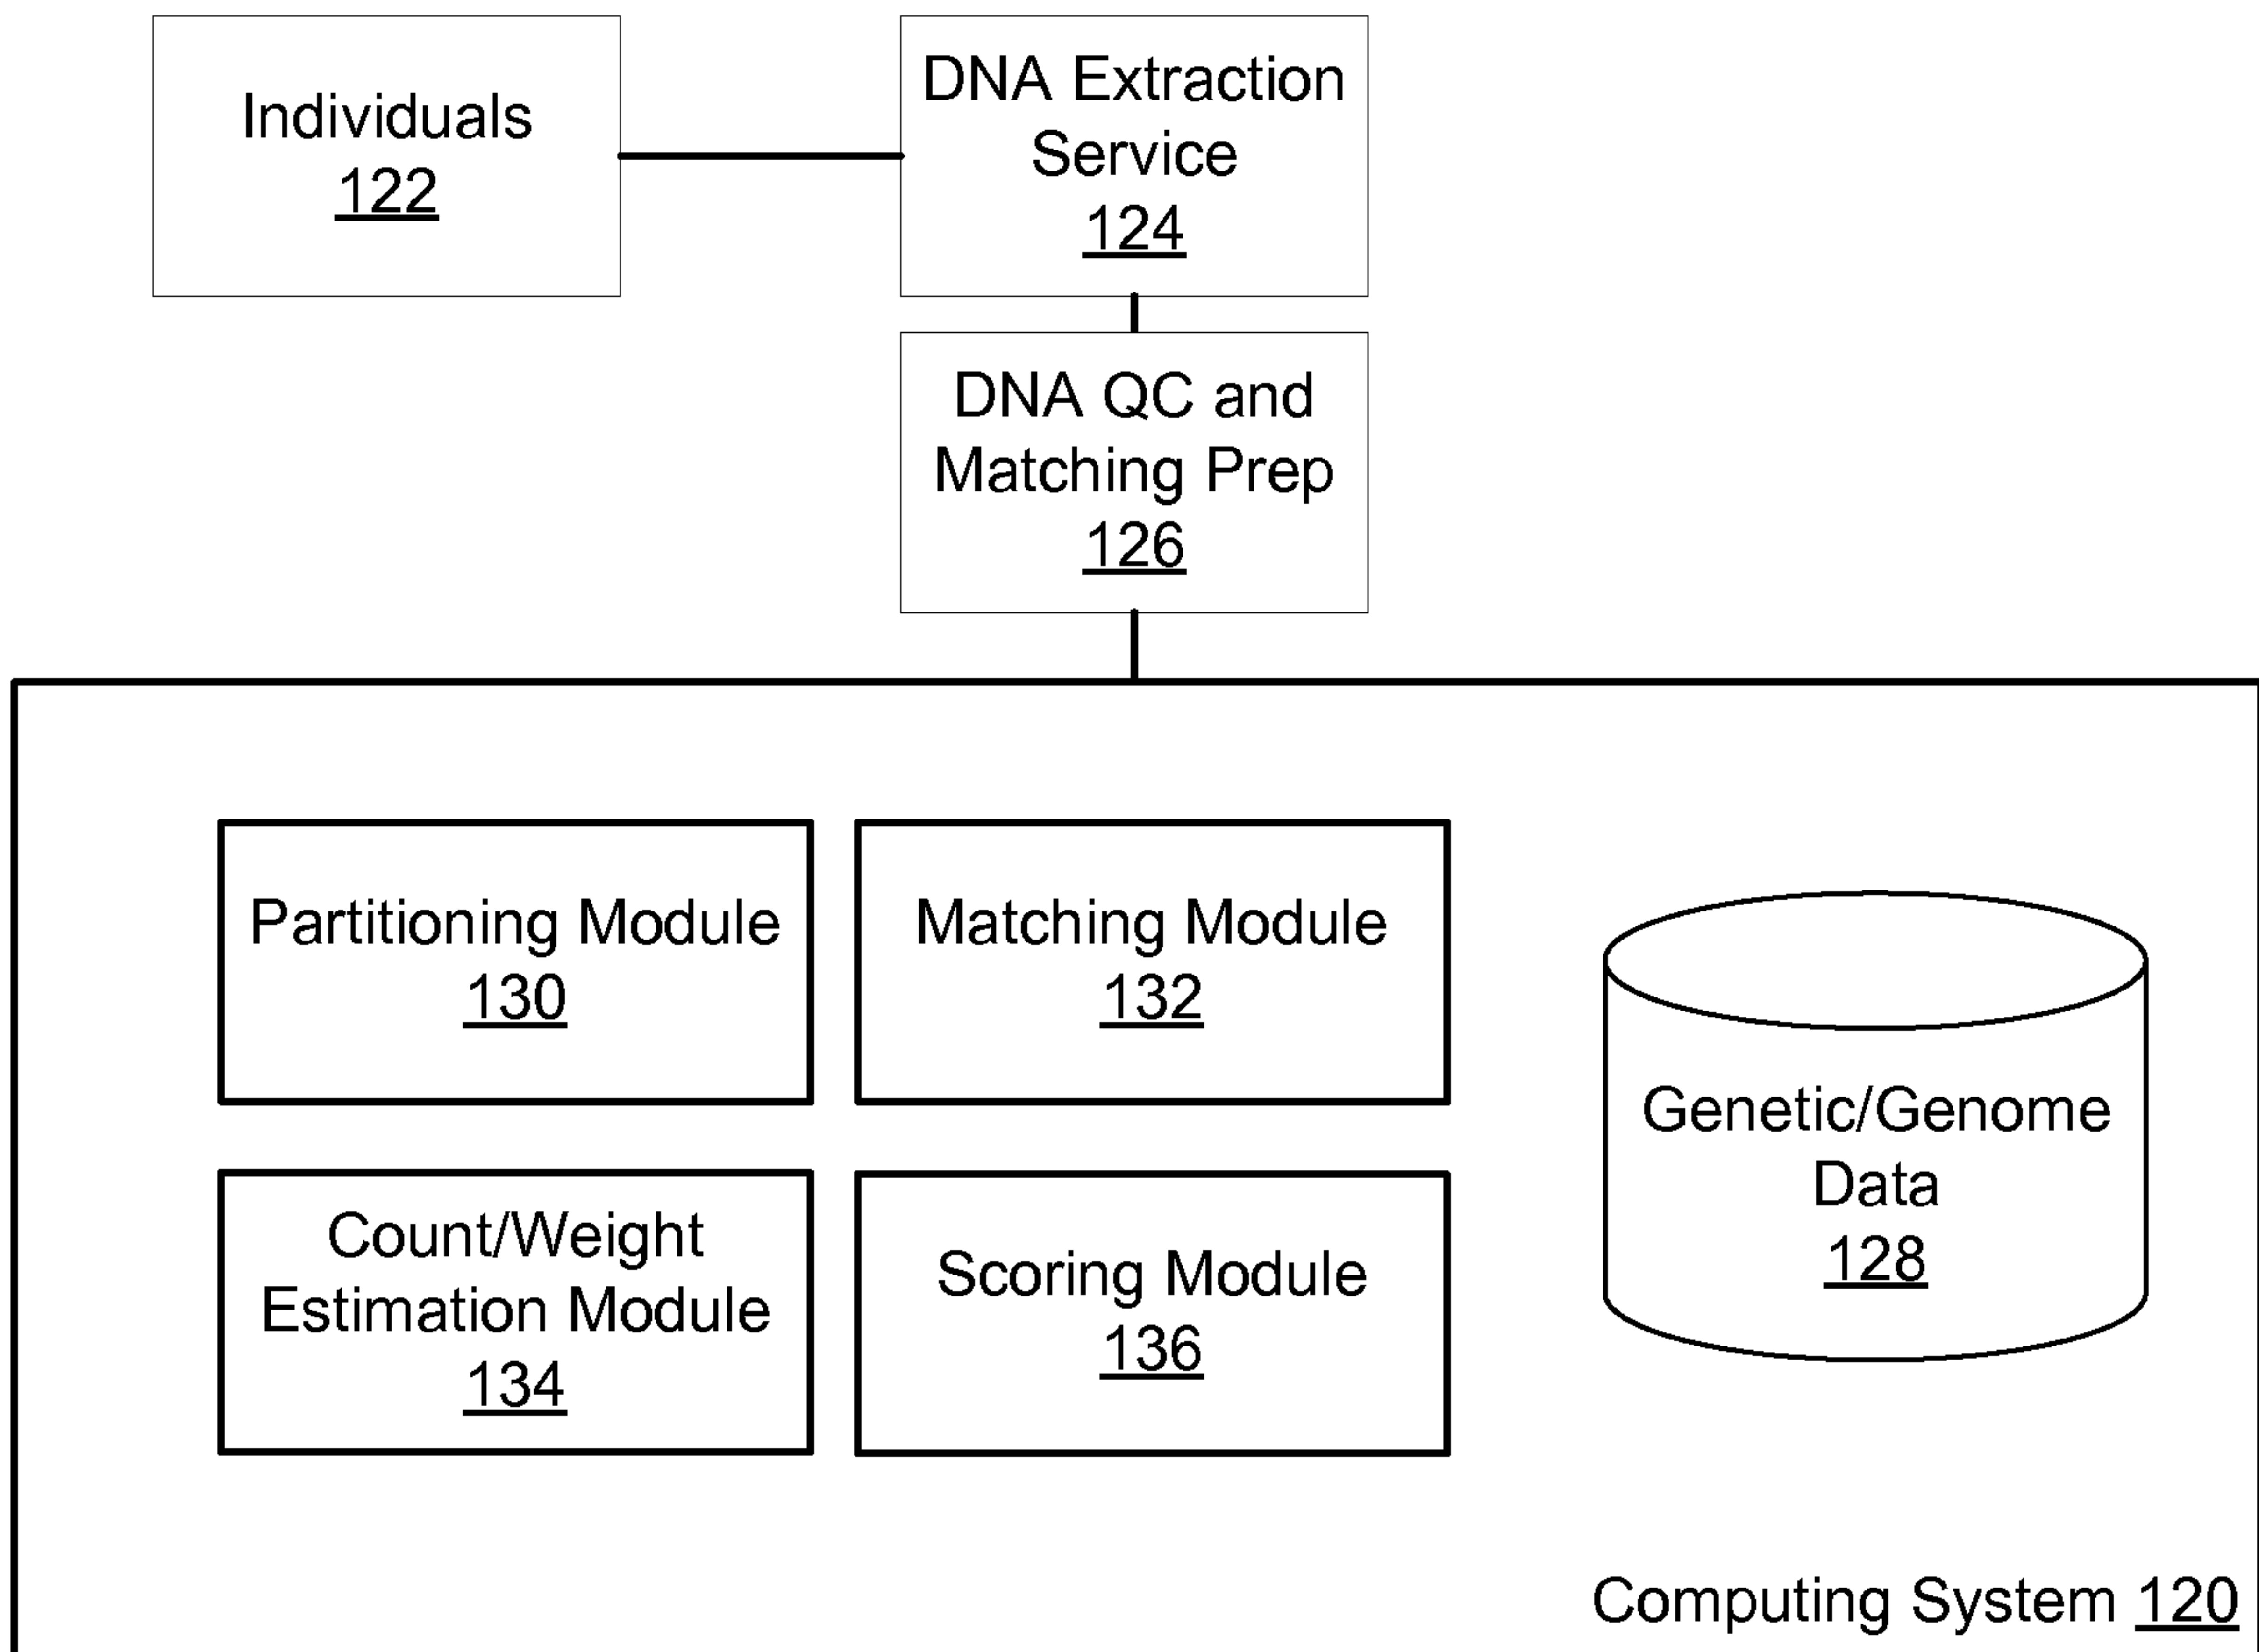 Individuals
122
DNA Extraction
Service
124
DNA QC and
Matching Prep
126
Partitioning Module
130
Matching Module
132
Count/Weight
Estimation Module
134
Scoring Module
136
Genetic/Genome
Data
128
Computing System 120